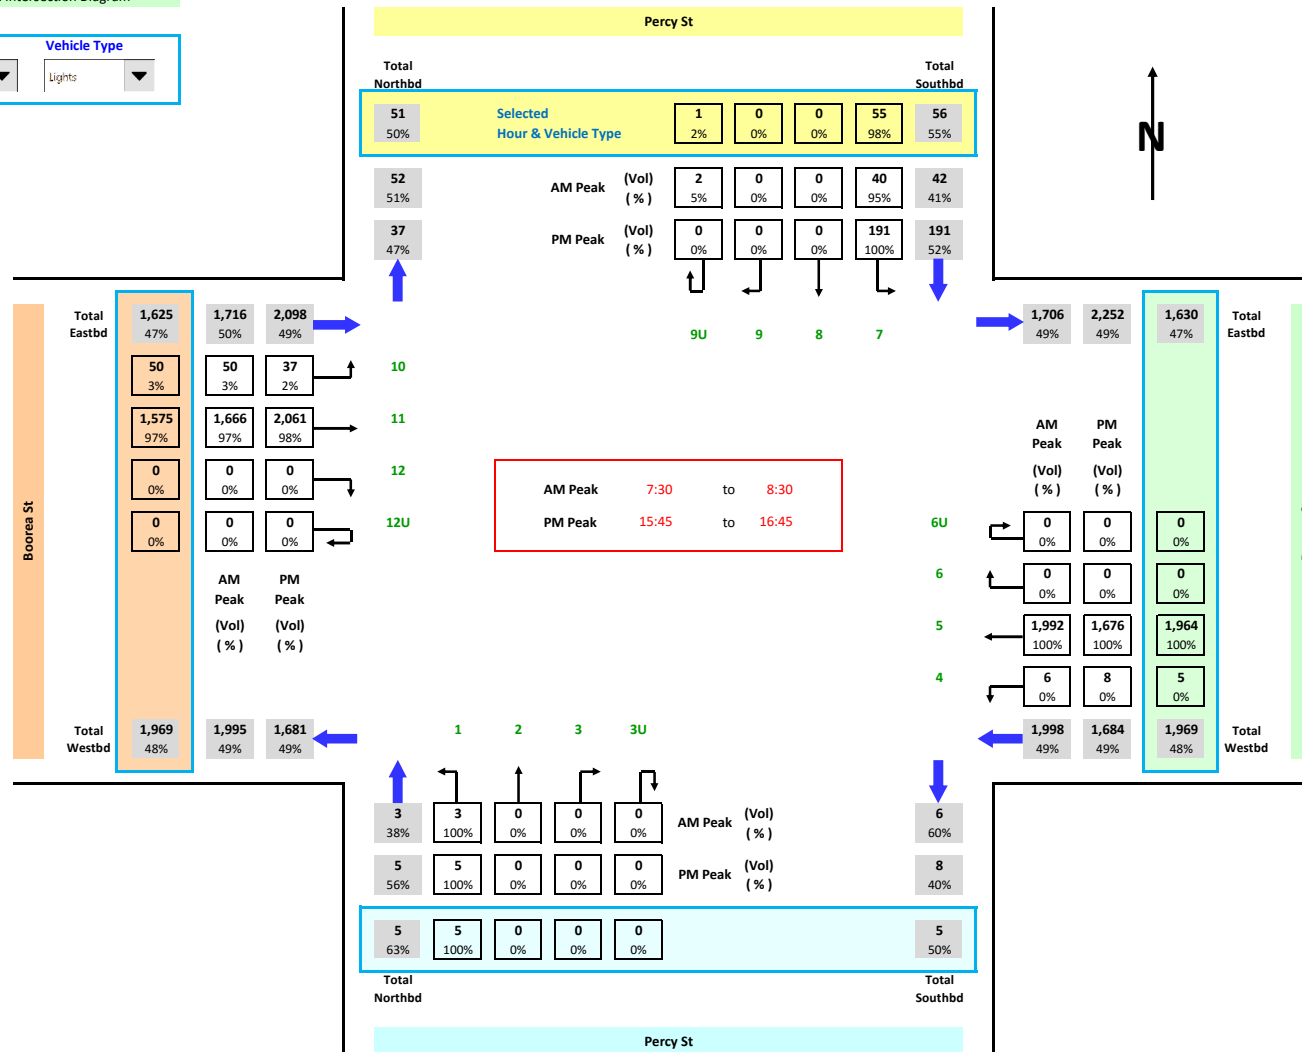 Intersection Diagram
Vehicle Type
Lights
Percy St
Total
Northbd
Total
Southbd
51
50%
Selected
Hour & Vehicle Type
1
2%
0
0%
0
0%
55
98%
56
55%
N
52
51%
AM Peak
(Vol)
( % )
2
5%
0
0%
0
0%
40
95%
42
41%
37
47%
PM Peak
(Vol)
( % )
0
0%
0
0%
0
0%
191
100%
191
52%
9U 9 8 7
Boorea St
Total
Eastbd
1,625
47%
1,716
50%
2,098
49%
50
3%
50
3%
37
2%
10
1,575
97%
1,666
97%
2,061
98%
11
0
0%
0
0%
0
0%
12
0
0%
0
0%
0
0%
12U
AM
Peak
(Vol)
( % )
PM
Peak
(Vol)
( % )
Total
Westbd
1,969
48%
1,995
49%
1,681
49%
AM Peak 7:30 to 8:30
PM Peak 15:45 to 16:45
1,706
49%
2,252
49%
1,630
47%
Total
Eastbd
AM
Peak
(Vol)
( % )
PM
Peak
(Vol)
( % )
6U
0
0%
0
0%
0
0%
6
0
0%
0
0%
0
0%
5
1,992
100%
1,676
100%
1,964
100%
4
6
0%
8
0%
5
0%
1,998
49%
1,684
49%
1,969
48%
Total
Westbd
1 2 3 3U
3
38%
3
100%
0
0%
0
0%
0
0%
AM Peak
(Vol)
( % )
6
60%
5
56%
5
100%
0
0%
0
0%
0
0%
PM Peak
(Vol)
( % )
8
40%
5
63%
5
100%
0
0%
0
0%
0
0%
5
50%
Total
Northbd
Total
Southbd
Percy St